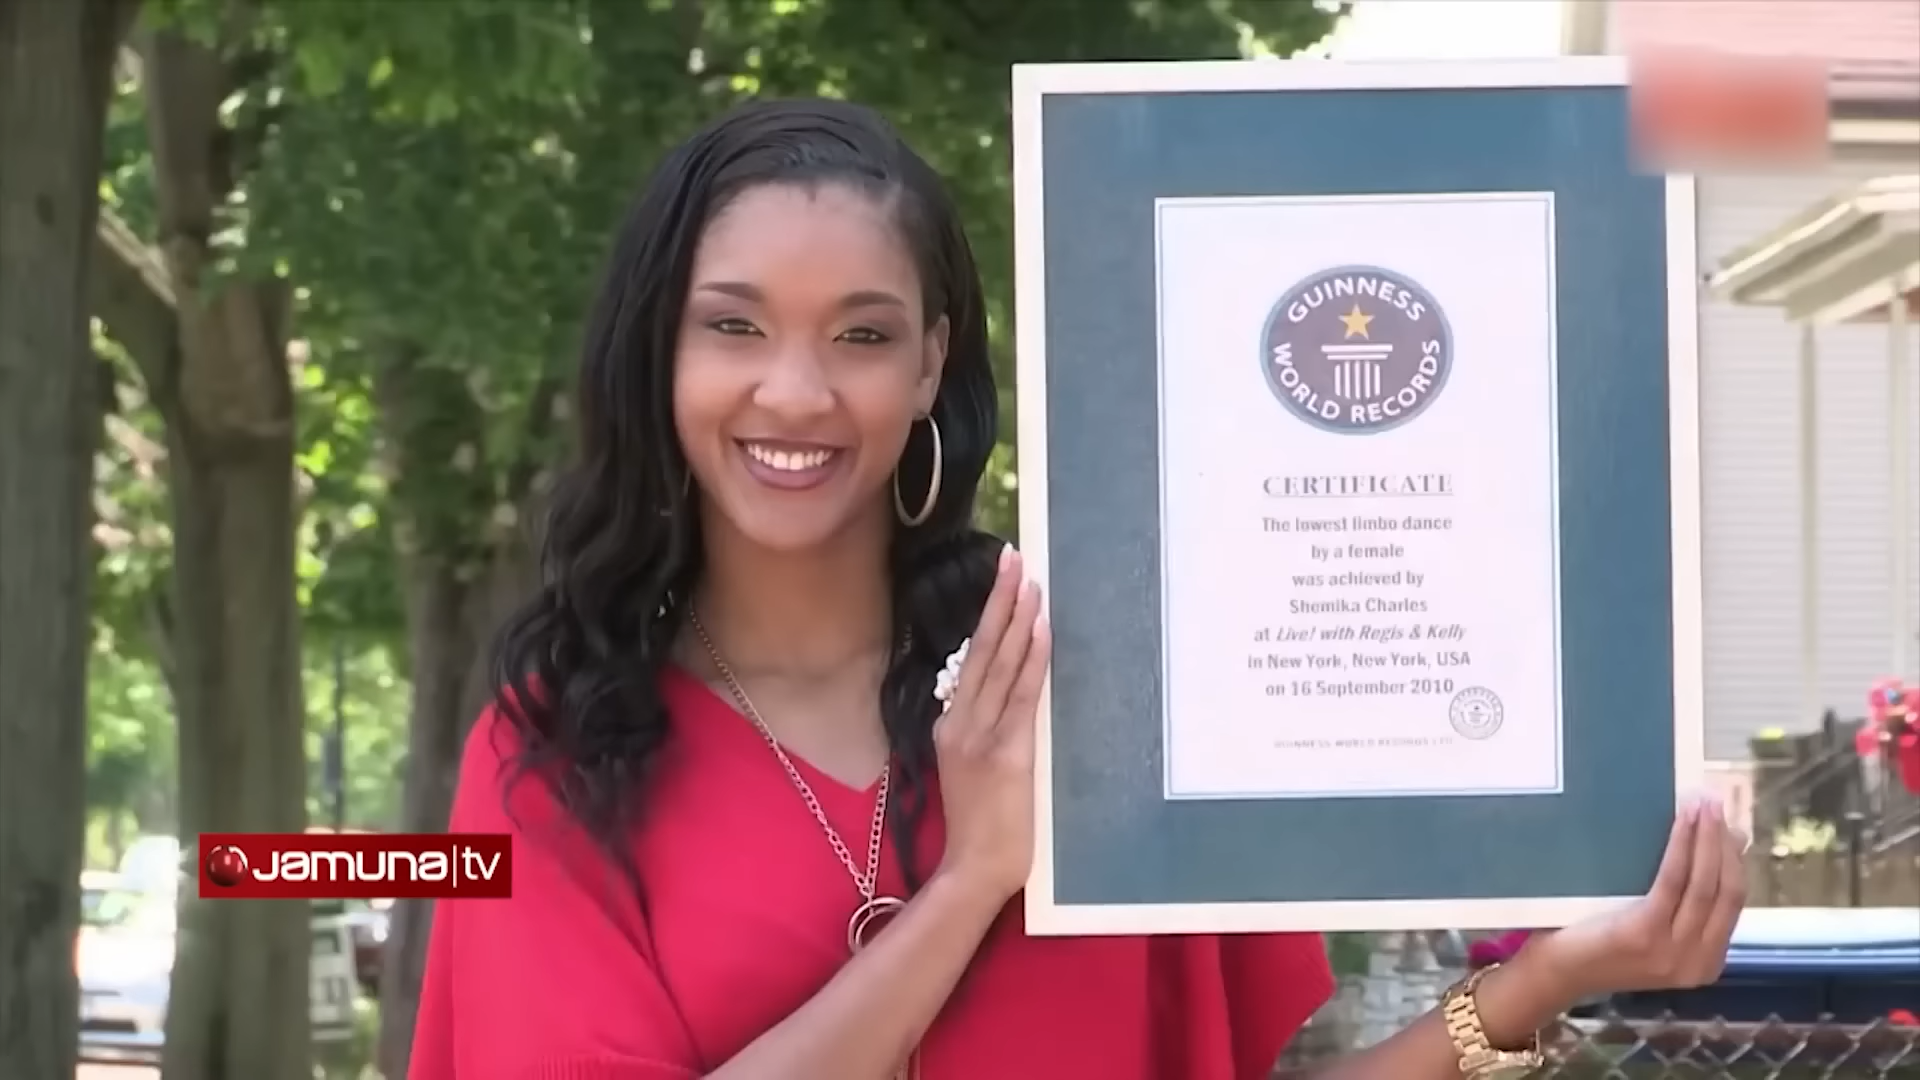 GUINNESS
WORLD RECORDS
CERTIFICATE
The lowest limbo dance
by a female
was achieved by
Shemika Charles
at Live! with Regis & Kelly
in New York, New York, USA
on 16 September 2010
GUINNESS WORLD RECORDS LTD
JAMUNA|TV